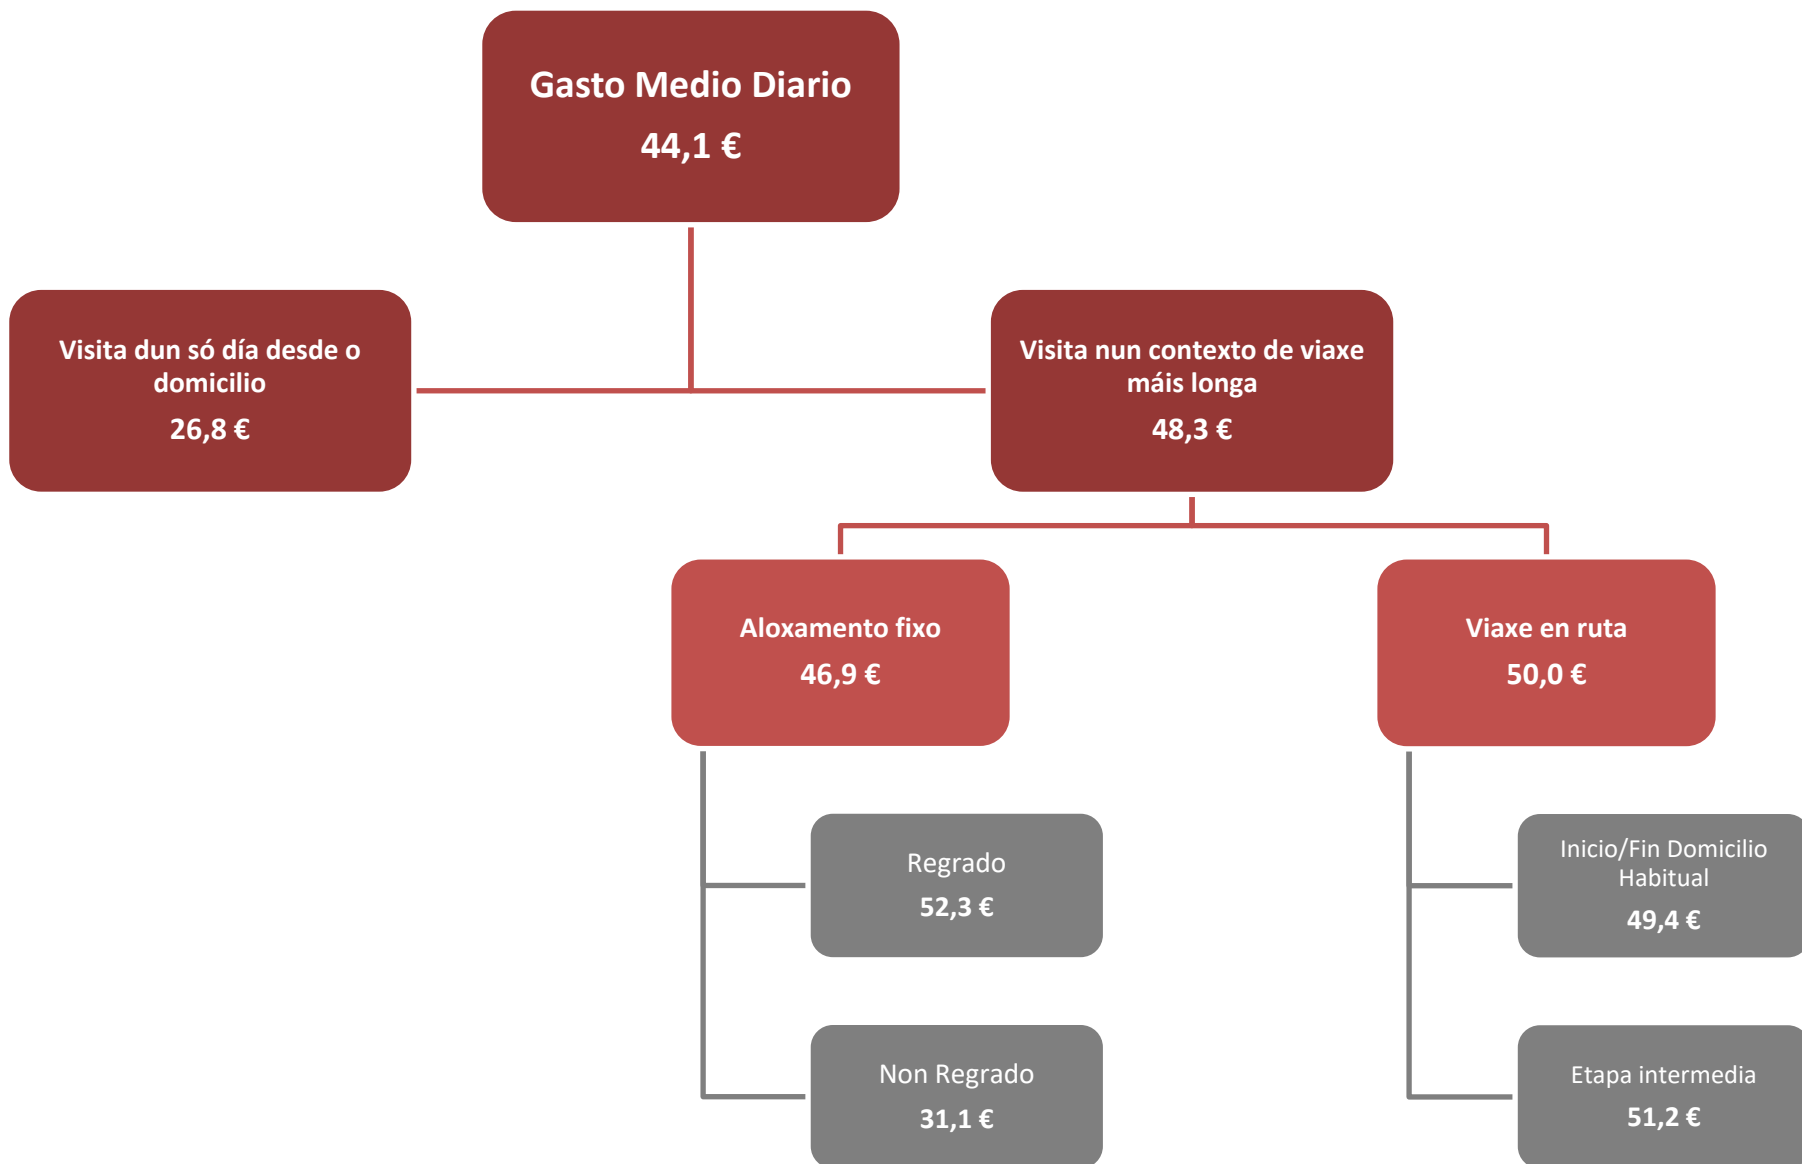 Gasto Medio Diario
44,1 €
Visita dun só día desde o
domicilio
26,8 €
Visita nun contexto de viaxe
máis longa
48,3 €
Aloxamento fixo
46,9 €
Viaxe en ruta
50,0 €
Regrado
52,3 €
Inicio/Fin Domicilio
Habitual
49,4 €
Non Regrado
31,1 €
Etapa intermedia
51,2 €